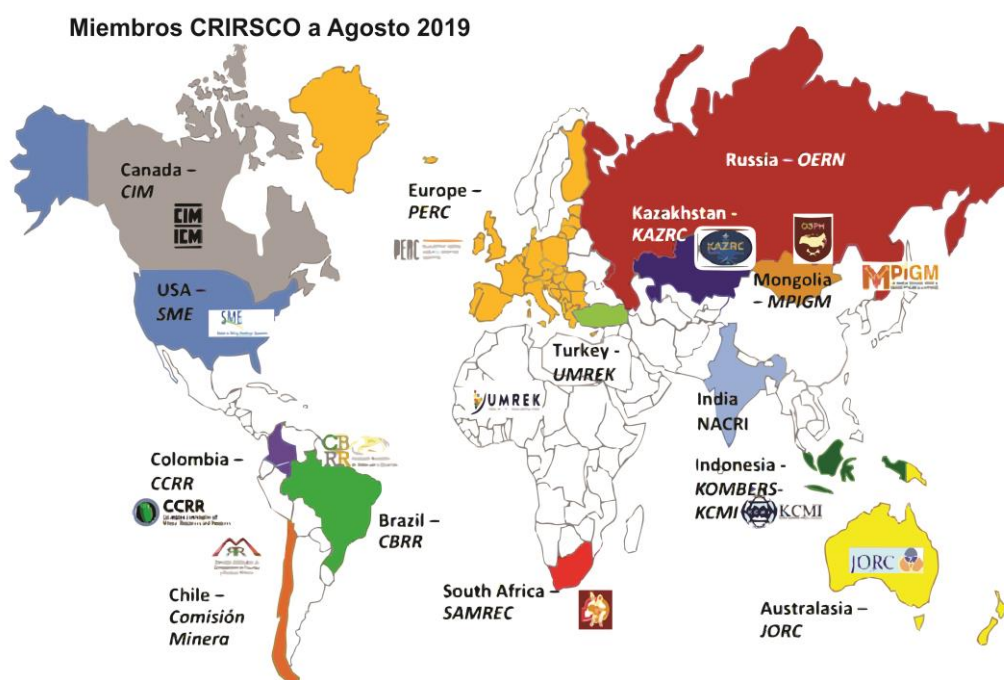 Miembros CRIRSCO a Agosto 2019
Canada –
CIM
CIM
ICM
USA –
SME
SME
Europe –
PERC
PERC
Russia – OERN
Kazakhstan -
KAZRC
KAZRC
Mongolia
– MPIGM
MPIGM
Turkey -
UMREK
UMREK
India
NACRI
Colombia –
CCRR
CCRR
CB
RR
Brazil –
CBRR
Indonesia -
KOMBERS-
KCMI
KCMI
Chile –
Comisión
Minera
South Africa –
SAMREC
JORC
Australasia –
JORC